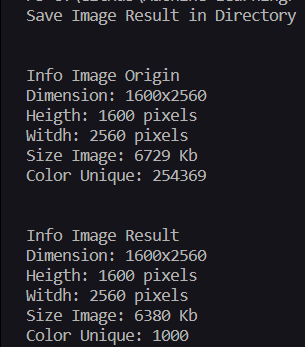 Save Image Result in Directory
Info Image Origin
Dimension: 1600x2560
Heigth: 1600 pixels
Witdh: 2560 pixels
Size Image: 6729 Kb
Color Unique: 254369
Info Image Result
Dimension: 1600x2560
Heigth: 1600 pixels
Witdh: 2560 pixels
Size Image: 6380 Kb
Color Unique: 1000